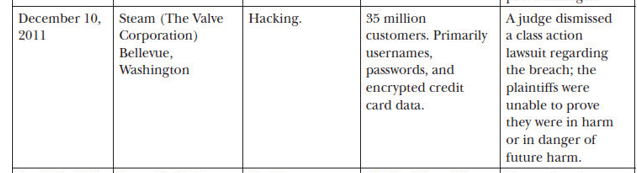 December 10,
2011
Steam (The Valve
Corporation)
Bellevue,
Washington
Hacking.
35 million
customers. Primarily
usernames,
passwords, and
encrypted credit
card data.
A judge dismissed
a class action
lawsuit regarding
the breach; the
plaintiffs were
unable to prove
they were in harm
or in danger of
future harm.